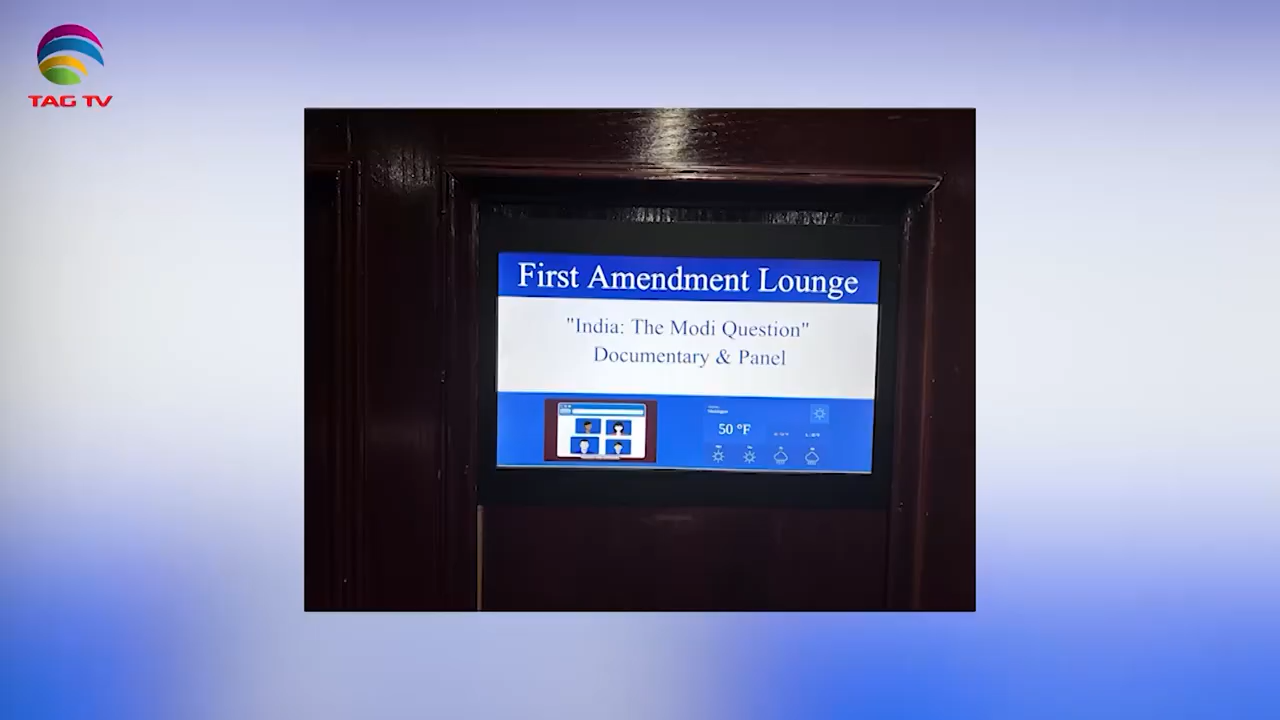 TAG TV
First Amendment Lounge
"India: The Modi Question"
Documentary & Panel
50 °F